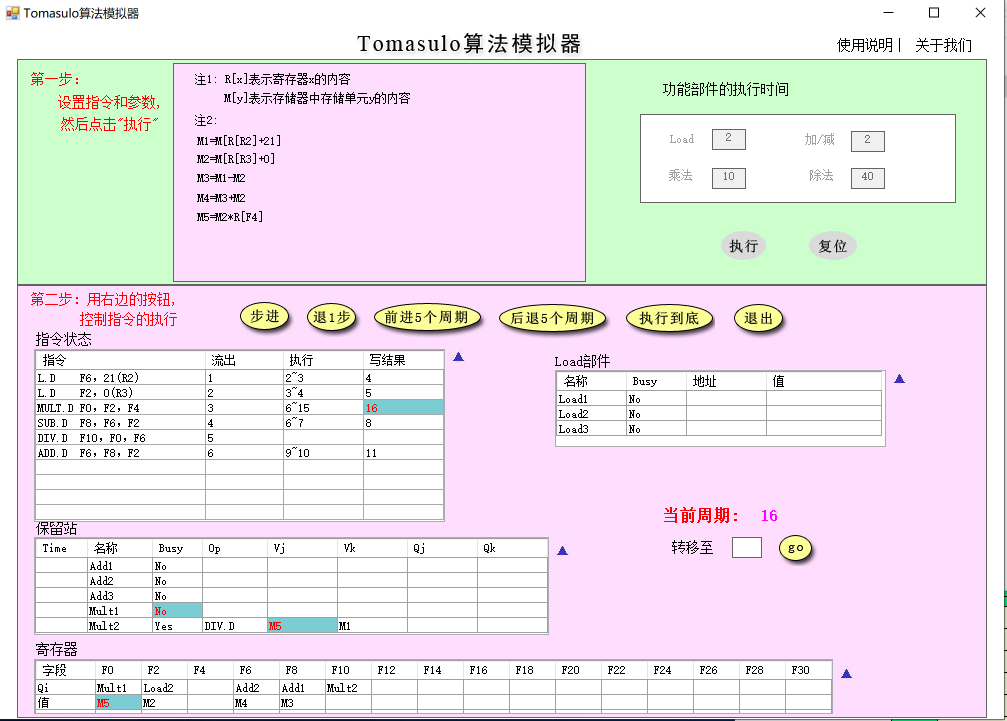 Tomasulo算法模拟器
Tomasulo算法模拟器
使用说明| 关于我们
第一步:
设置指令和参数,
然后点击"执行"
注1: R[x]表示寄存器x的内容
M[y]表示存储器中存储单元y的内容
注2:
M1=M[R[R2]+21]
M2=M[R[R3]+0]
M3=M1-M2
M4=M3+M2
M5=M2*R[F4]
功能部件的执行时间
Load 2 加/减 2
乘法 10 除法 40
执行 复位
第二步: 用右边的按钮,
控制指令的执行
步进 退1步 前进5个周期 后退5个周期 执行到底 退出
指令状态
指令 流出 执行 写结果
L.D F6, 21(R2) 1 2~3 4
L.D F2, 0(R3) 2 3~4 5
MULT.D F0, F2, F4 3 6~15 16
SUB.D F8, F6, F2 4 6~7 8
DIV.D F10, F0, F6 5
ADD.D F6, F8, F2 6 9~10 11
Load部件
名称 Busy 地址 值
Load1 No
Load2 No
Load3 No
当前周期: 16
转移至 go
保留站
Time 名称 Busy Op Vj Vk Qj Qk
Add1 No
Add2 No
Add3 No
Mult1 No
Mult2 Yes DIV.D M5 M1
寄存器
字段 F0 F2 F4 F6 F8 F10 F12 F14 F16 F18 F20 F22 F24 F26 F28 F30
Qi Mult1 Load2 Add2 Add1 Mult2
值 M5 M2 M4 M3